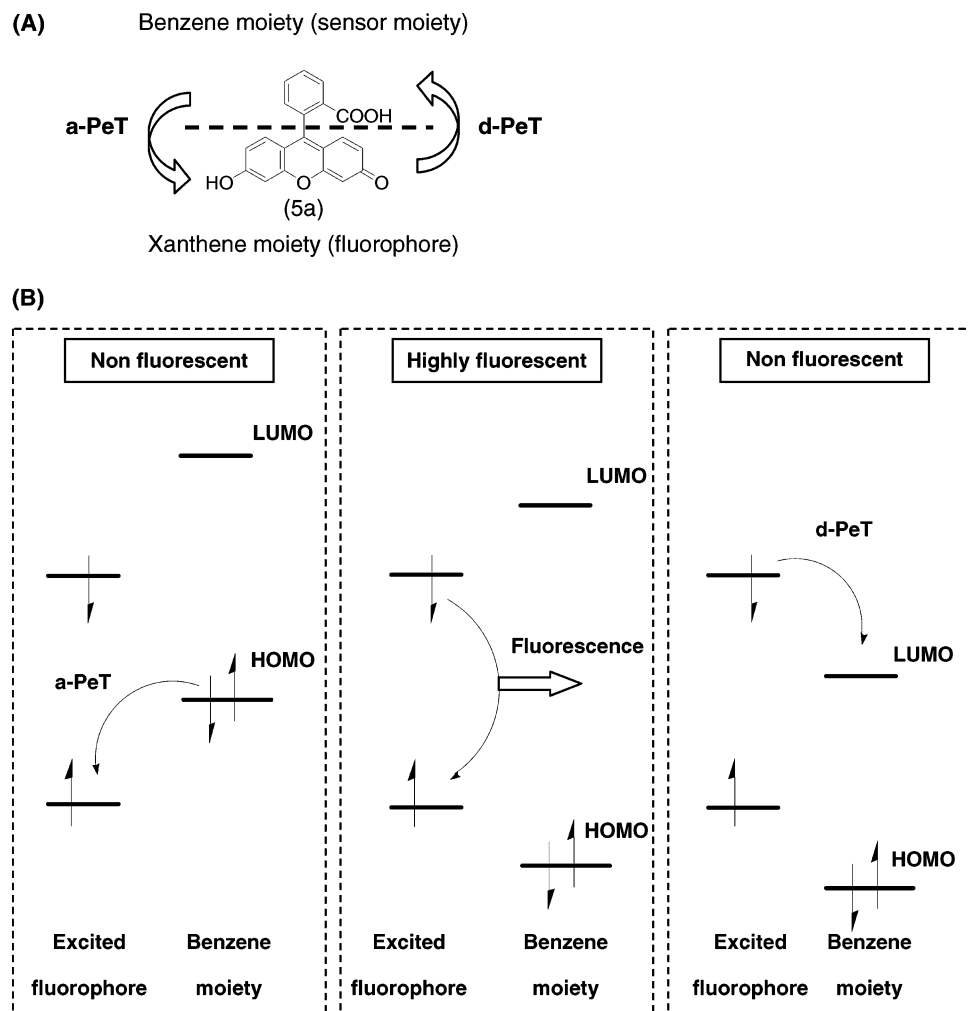 (A)
Benzene moiety (sensor moiety)
a-PeT
COOH
d-PeT
HO
O
O
(5a)
Xanthene moiety (fluorophore)
(B)
Non fluorescent
LUMO
HOMO
a-PeT
Excited
fluorophore
Benzene
moiety
Highly fluorescent
LUMO
Fluorescence
HOMO
Excited
fluorophore
Benzene
moiety
Non fluorescent
d-PeT
LUMO
HOMO
Excited
fluorophore
Benzene
moiety